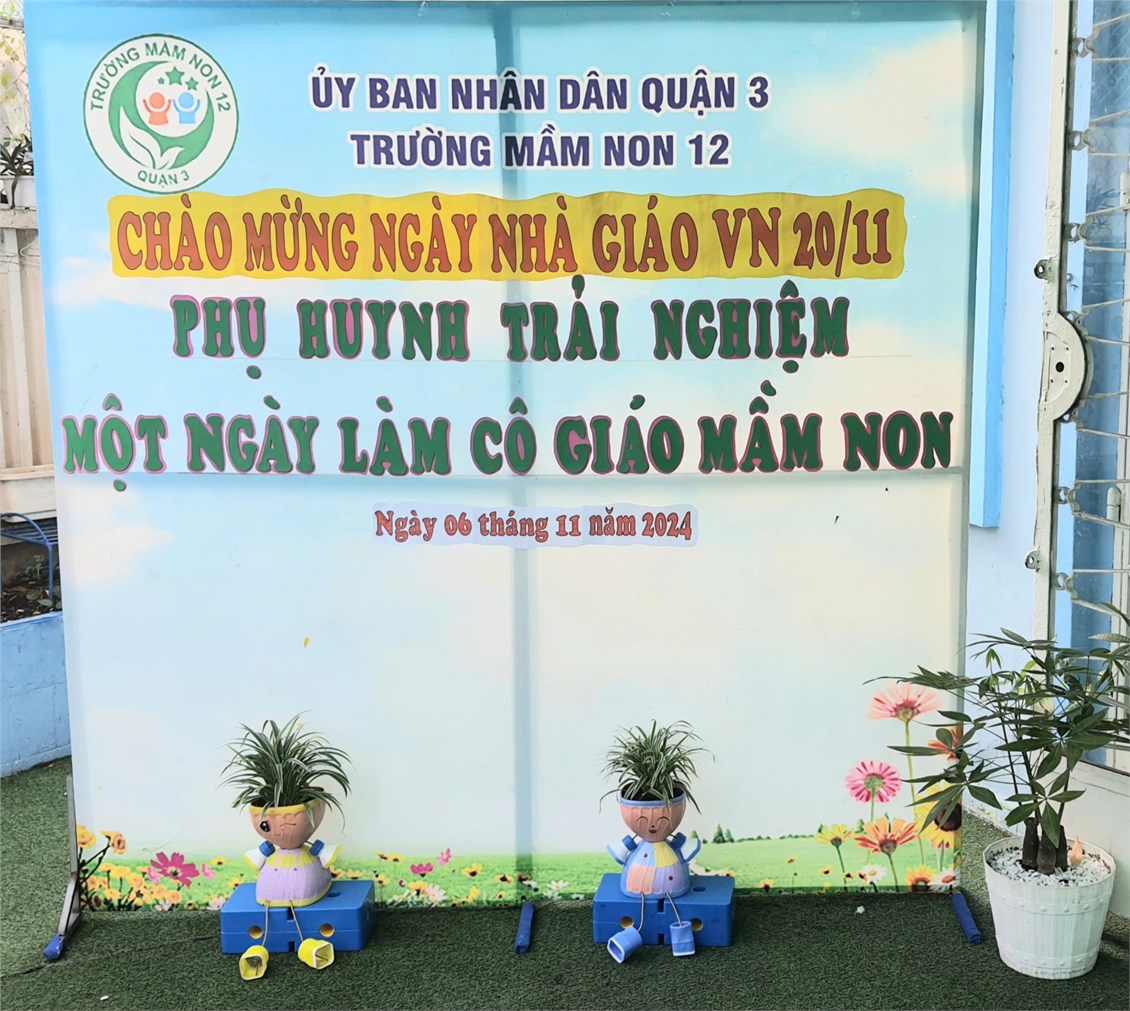 TRƯỜNG MẦM NON 12
QUẬN 3
ỦY BAN NHÂN DÂN QUẬN 3
TRƯỜNG MẦM NON 12
CHÀO MỪNG NGÀY NHÀ GIÁO VN 20/11
PHỤ HUYNH TRẢI NGHIỆM
MỘT NGÀY LÀM CÔ GIÁO MẦM NON
Ngày 06 tháng 11 năm 2024